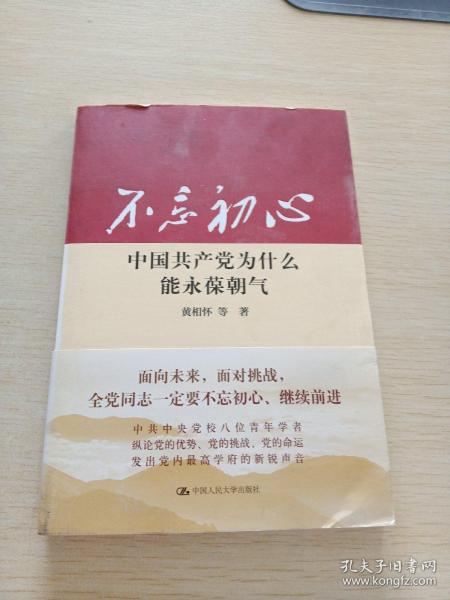 不忘初心
中国共产党为什么
能永葆朝气
黄相怀 等 著
面向未来，面对挑战，
全党同志一定要不忘初心、继续前进
中共中央党校八位青年学者
纵论党的优势、党的挑战、党的命运
发出党内最高学府的新锐声音
中国人民大学出版社
孔夫子旧书网
www.kongfz.com